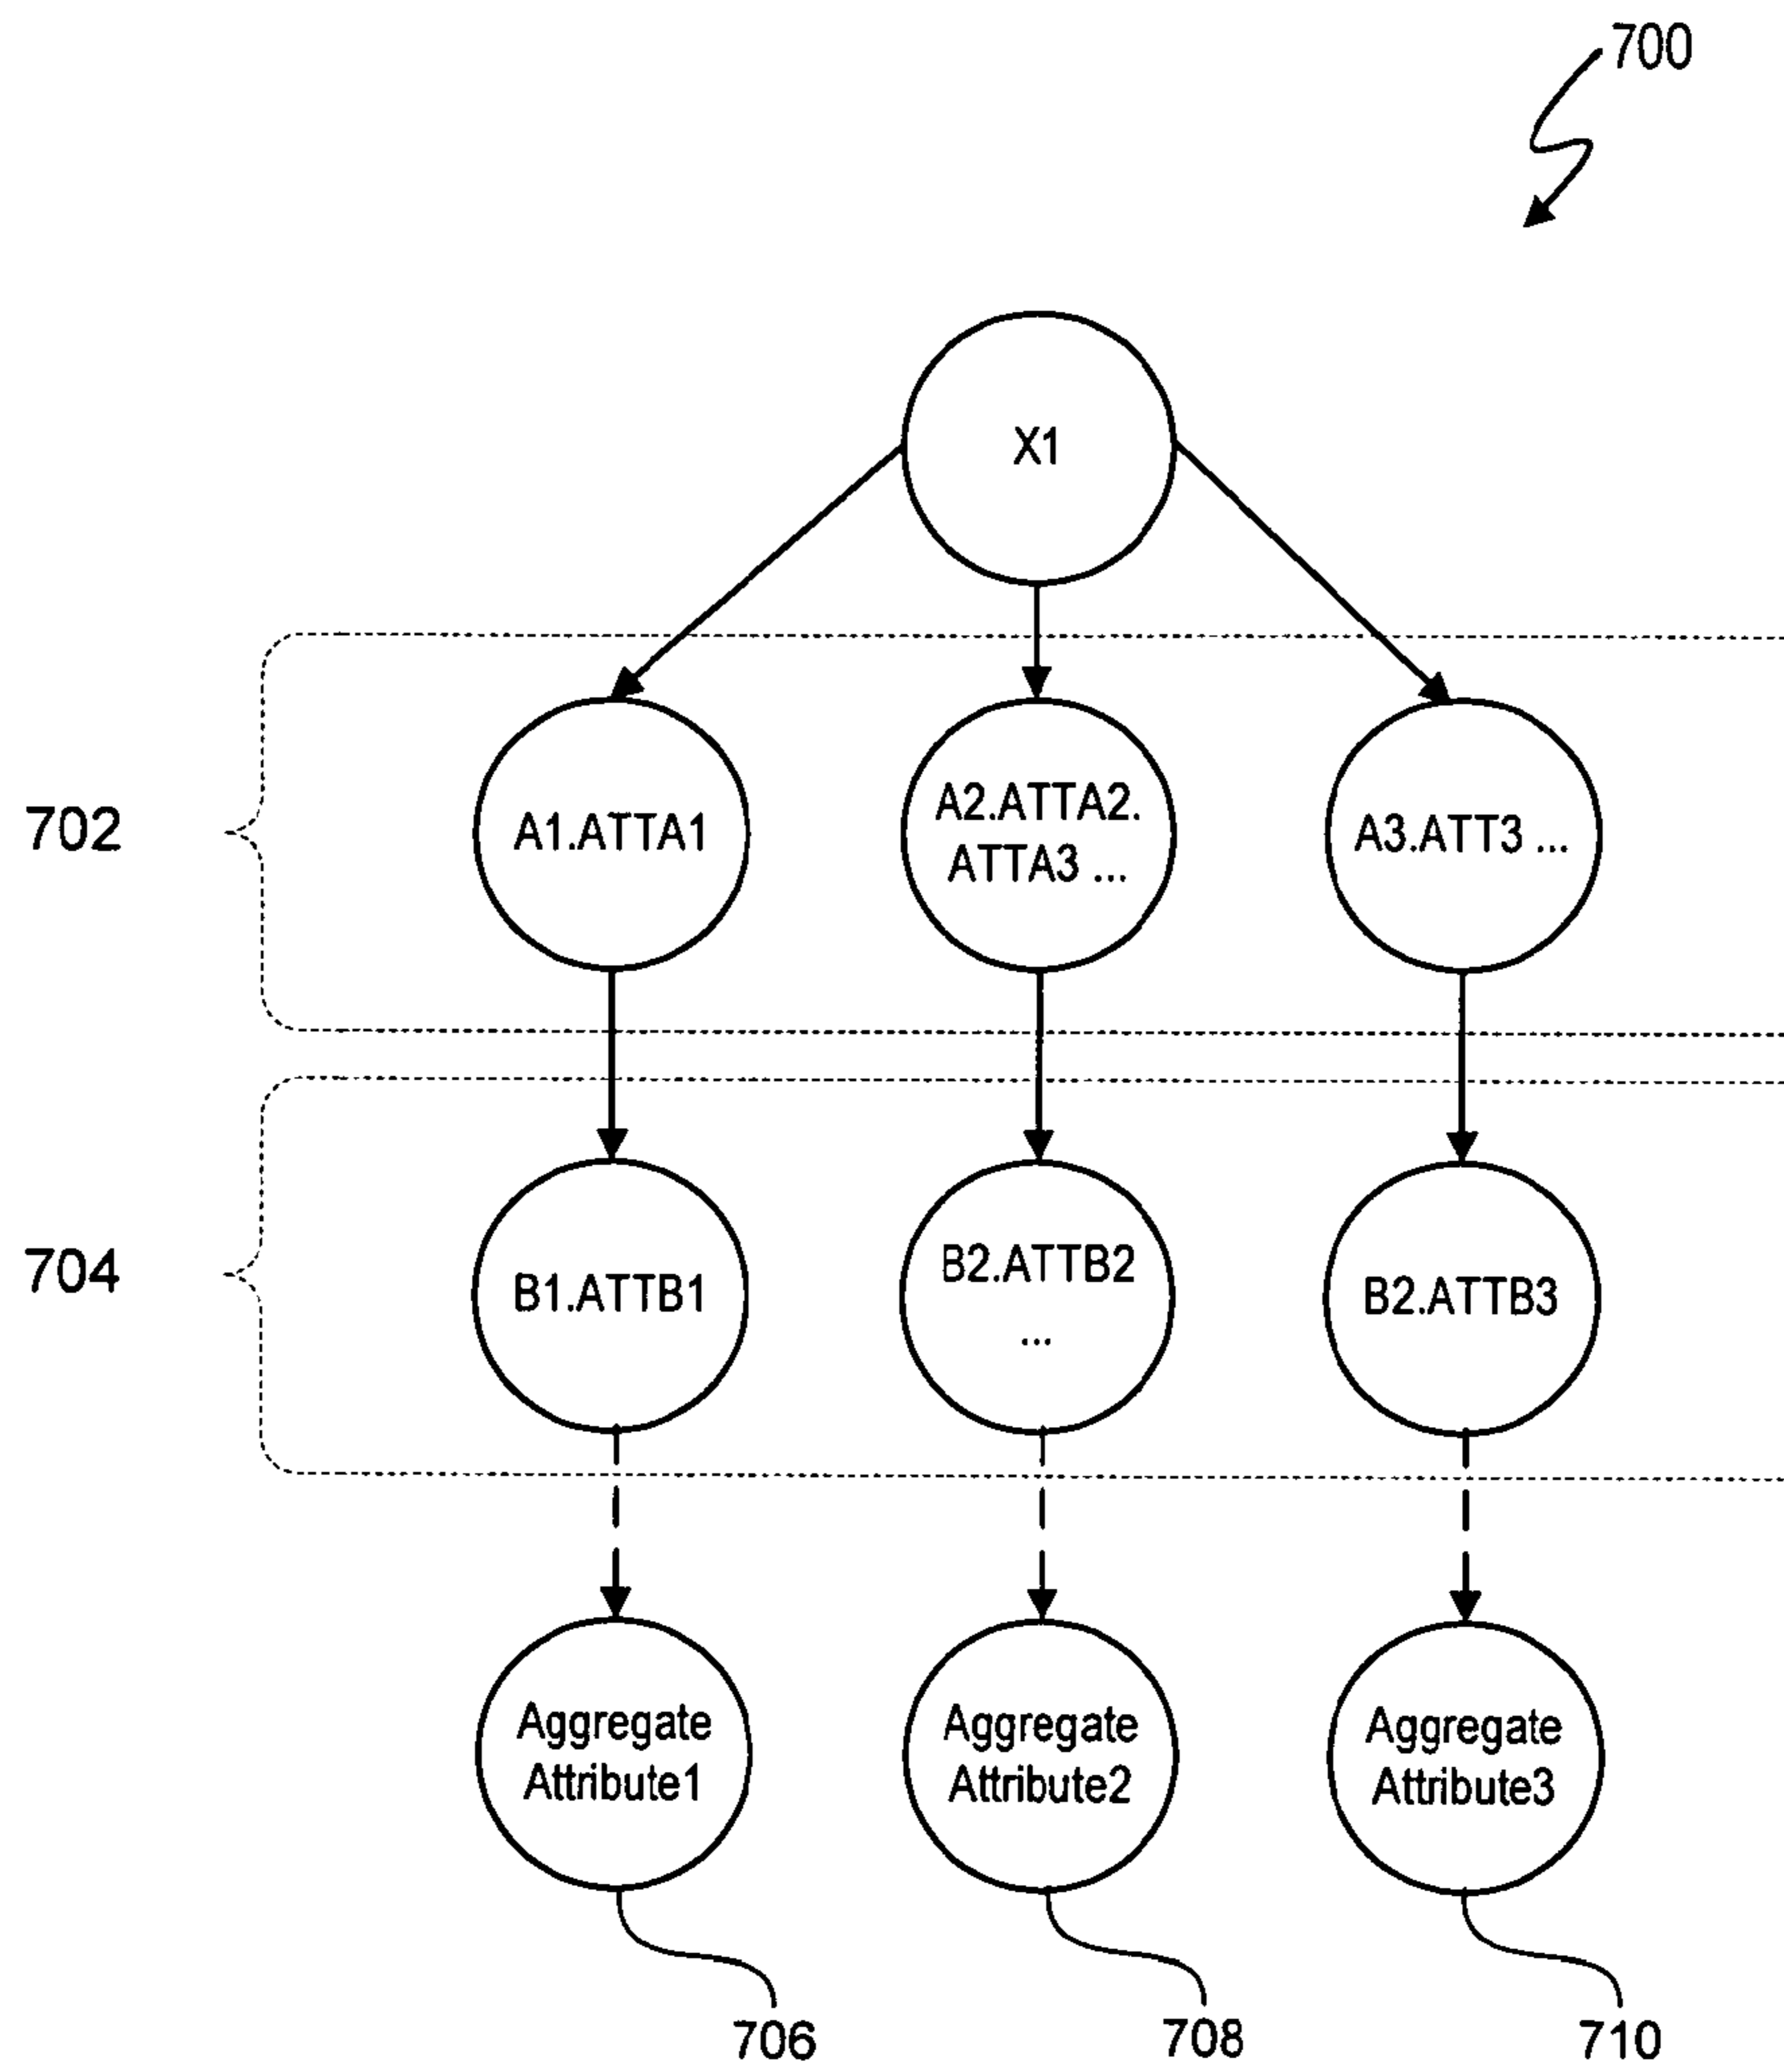 700
X1
702
A1.ATTA1
A2.ATTA2.
ATTA3 ...
A3.ATT3 ...
704
B1.ATTB1
B2.ATTB2
...
B2.ATTB3
Aggregate
Attribute1
Aggregate
Attribute2
Aggregate
Attribute3
706
708
710